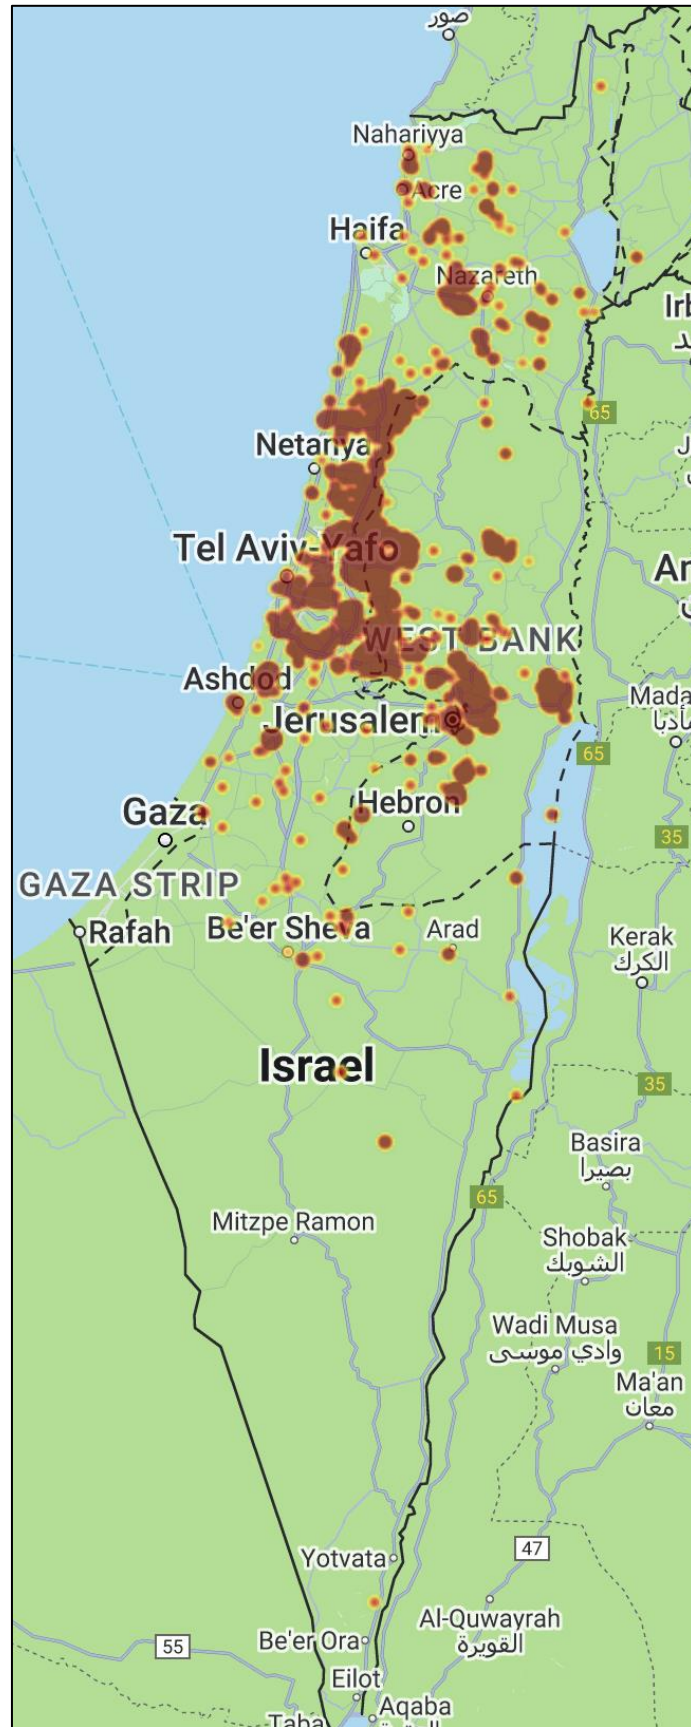 صور
Nahariyya
Acre
Haifa
Nazareth
Irb
65
Netanya
Tel Aviv-Yafo
WEST BANK
Ashdod
Jerusalem
Mada
مأدبا
65
Gaza
Hebron
35
GAZA STRIP
Rafah
Be'er Sheva
Arad
Kerak
الكرك
Israel
35
Basira
بصيرا
65
Mitzpe Ramon
Shobak
الشوبك
Wadi Musa
وادي موسى
15
Ma'an
معان
Yotvata
47
Al-Quwayrah
القويرة
55
Be'er Ora
Eilot
Taba
Aqaba